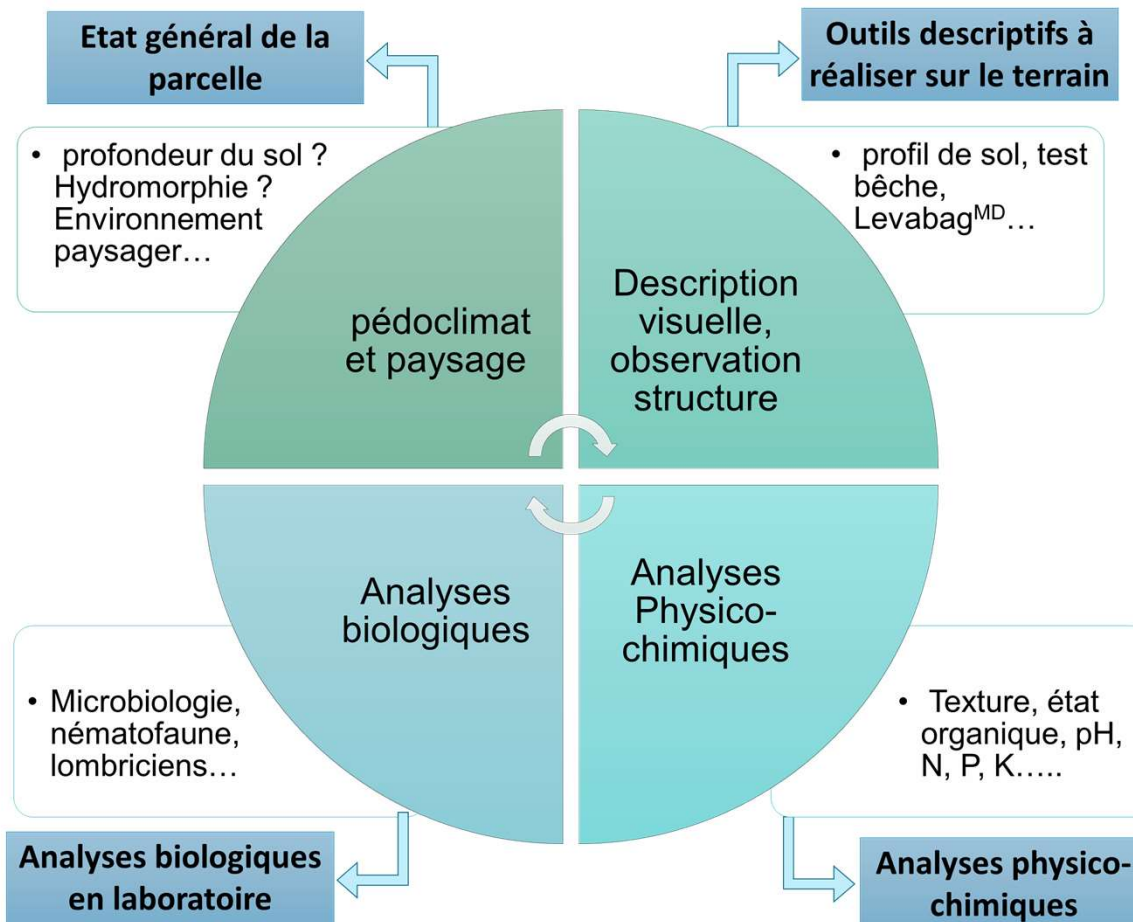 Etat général de la
parcelle
Outils descriptifs à
réaliser sur le terrain
• profondeur du sol ?
Hydromorphie ?
Environnement
paysager…
• profil de sol, test
bêche,
Levabagᴹᴰ…
pédoclimat
et paysage
Description
visuelle,
observation
structure
Analyses
biologiques
Analyses
Physico-
chimiques
• Microbiologie,
nématofaune,
lombriciens…
• Texture, état
organique, pH,
N, P, K…..
Analyses biologiques
en laboratoire
Analyses physico-
chimiques